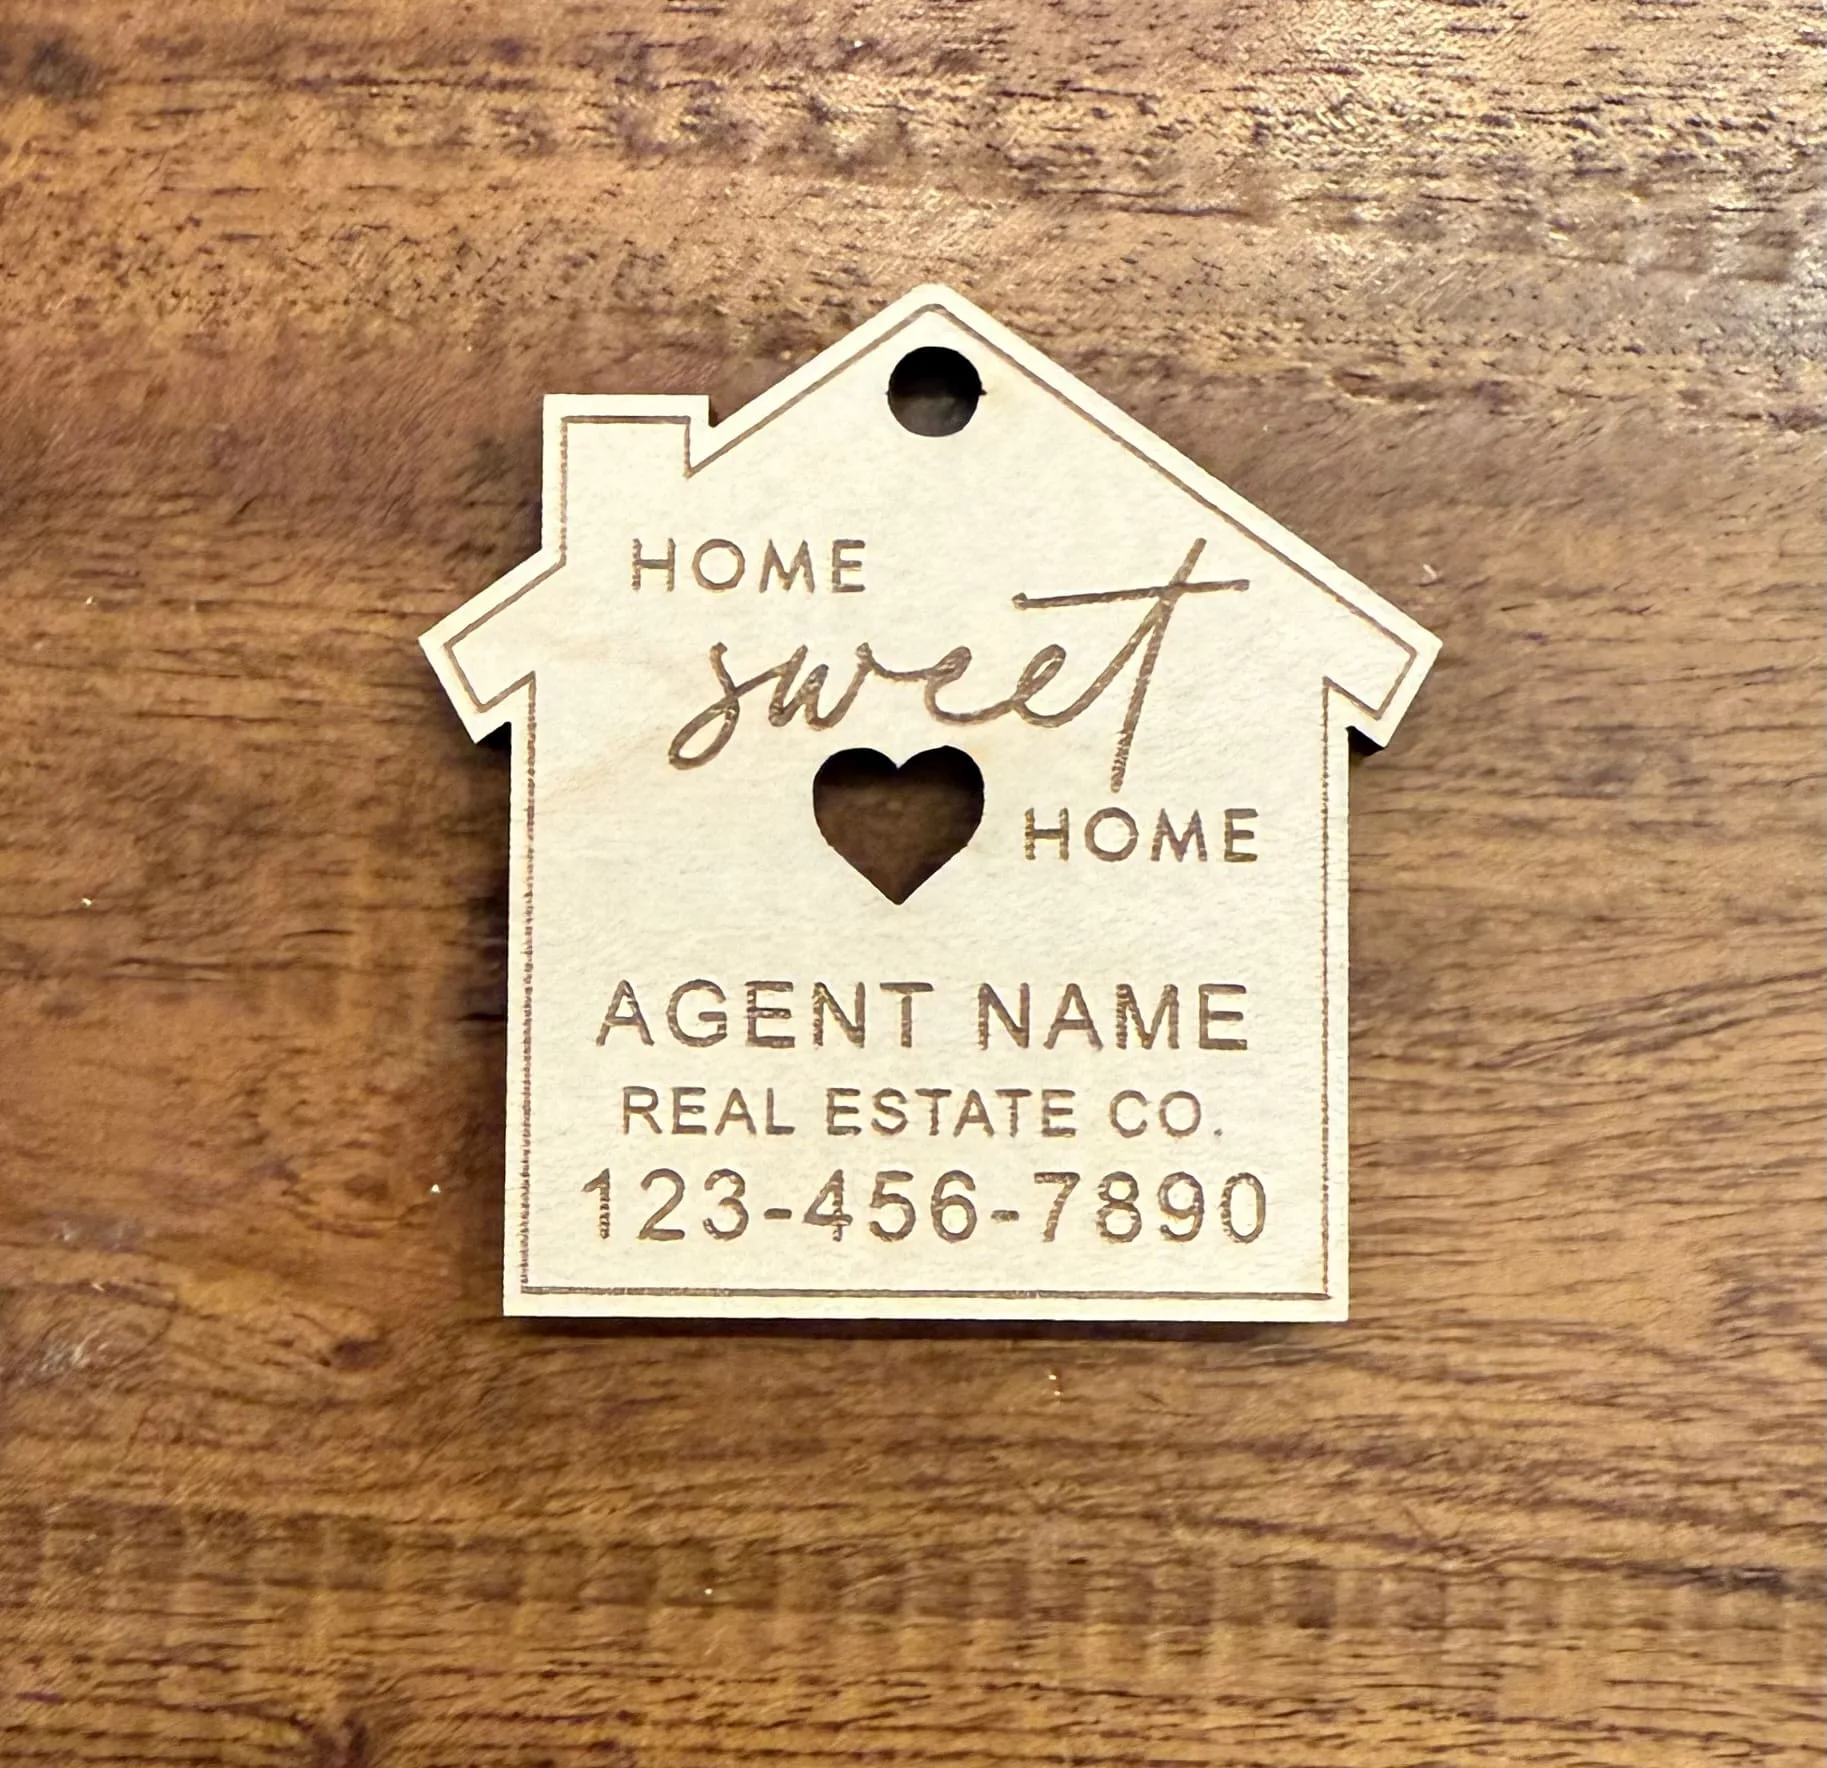 HOME
sweet
HOME
AGENT NAME
REAL ESTATE CO.
123-456-7890